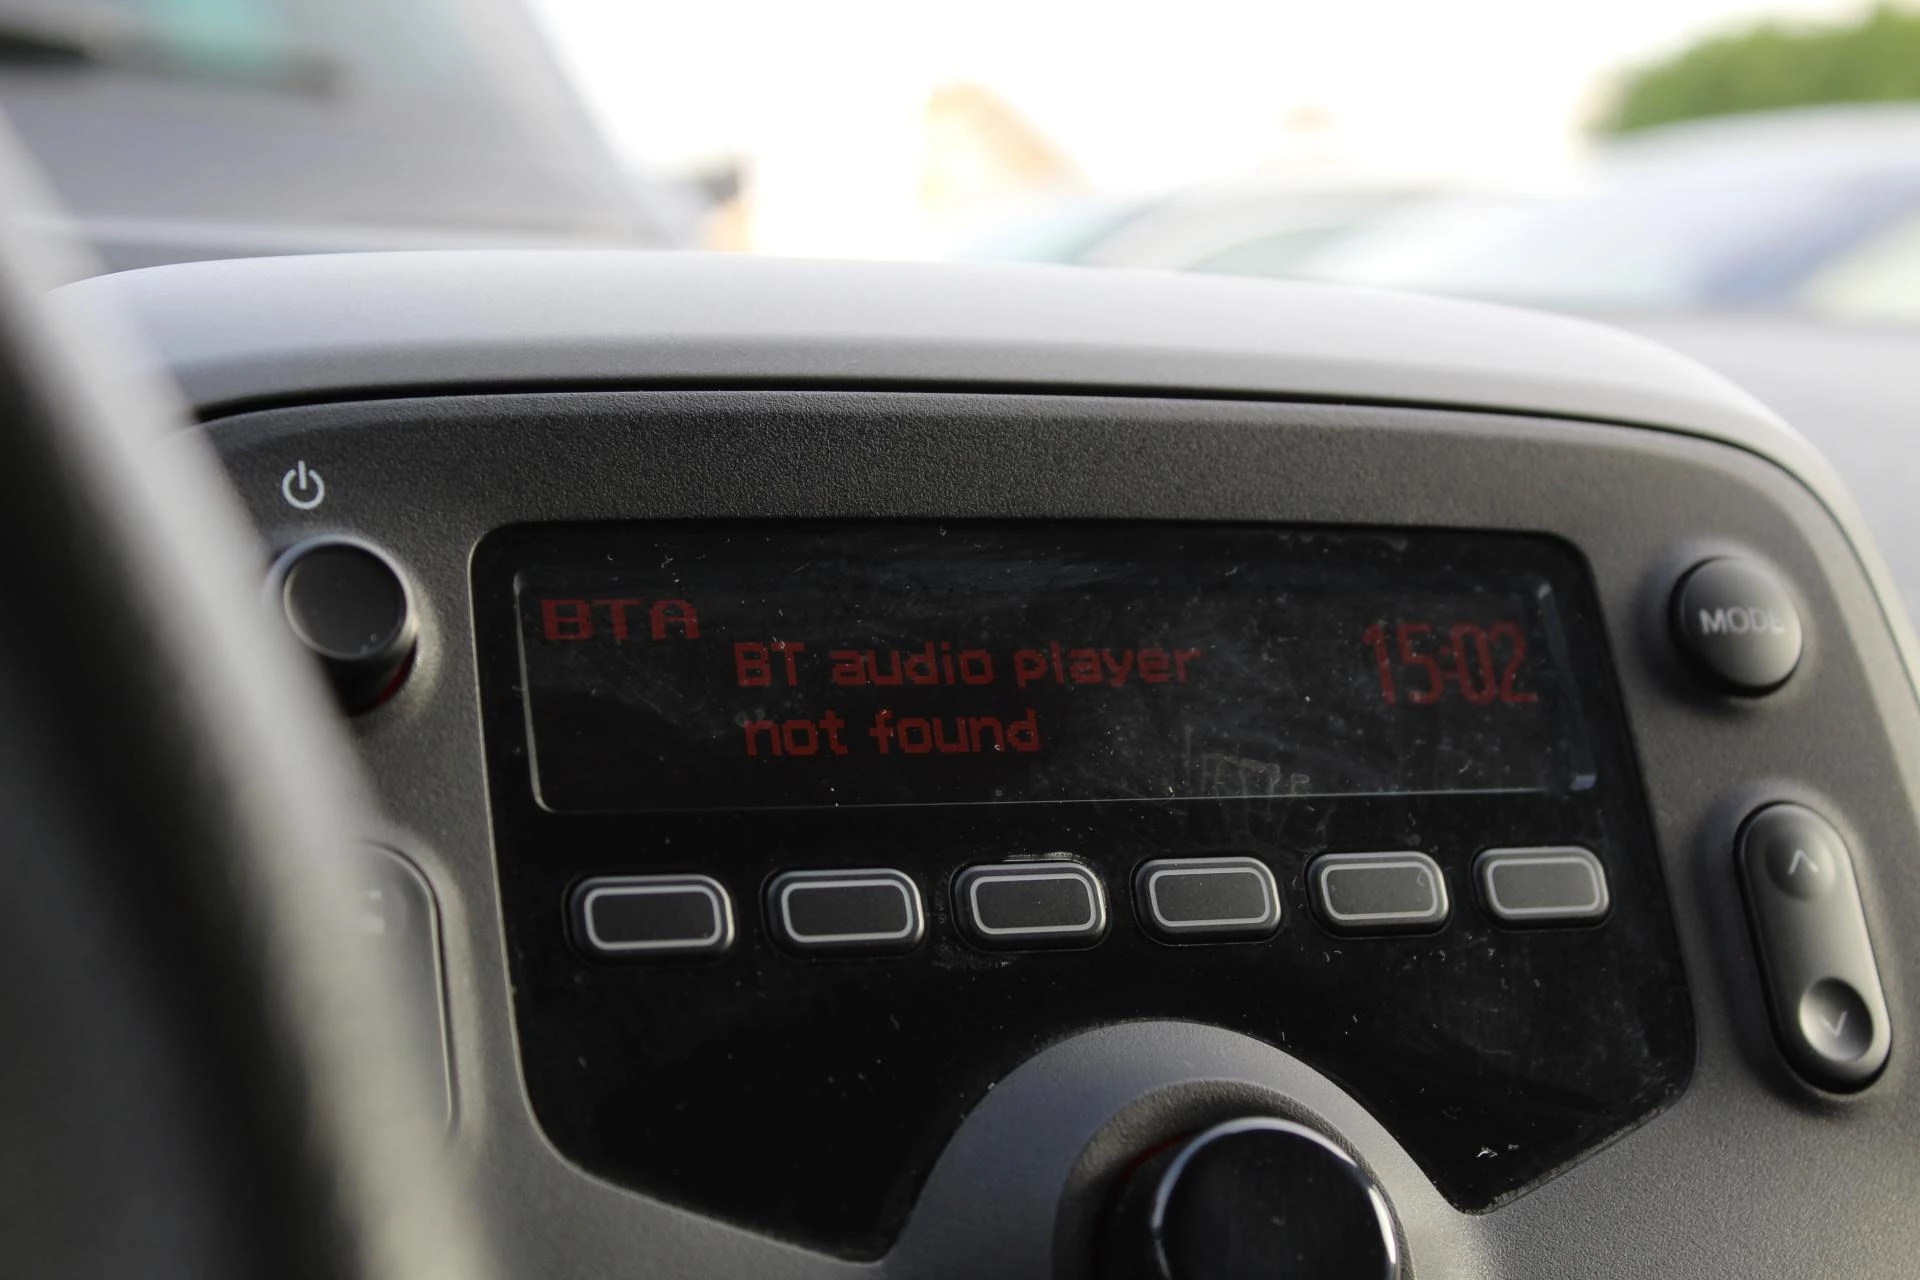 BTA
BT audio player
not found
15:02
MODE